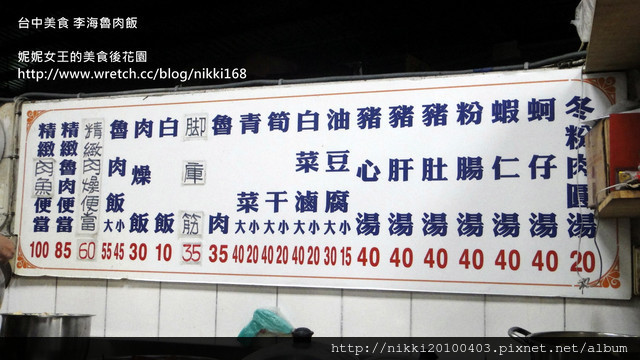 台中美食 李海魯肉飯
妮妮女王的美食後花園
http://www.wretch.cc/blog/nikki168
冬粉肉圓湯 20
蚵仔湯 40
蝦仁湯 40
粉腸湯 40
豬肚湯 40
豬肝湯 40
豬心湯 40
油豆腐 大小 30 15
白菜滷 大小 40 20
筍干 大小 40 20
青菜 大小 40 20
魯肉 35
脚庫筋 35
白飯 10
肉燥飯 30
魯肉飯 大小 55 45
精緻肉燥便當 60
精緻魯肉便當 85
精緻肉魚便當 100
http://nikki20100403.pixnet.net/album